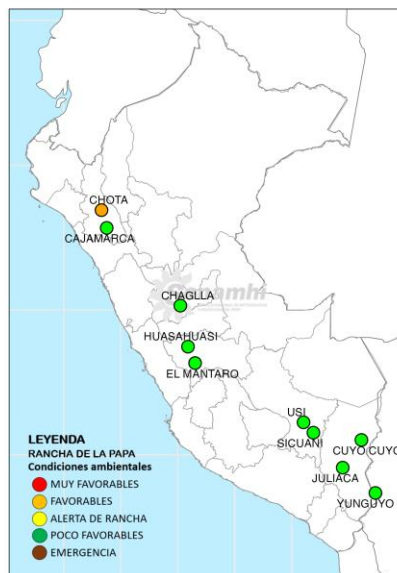 CHOTA
CAJAMARCA
Senamhi
CHAGLLA
HUASAHUASI
EL MANTARO
USI
SICUANI
CUYO CUYO
JULIACA
YUNGUYO
LEYENDA
RANCHA DE LA PAPA
Condiciones ambientales
MUY FAVORABLES
FAVORABLES
ALERTA DE RANCHA
POCO FAVORABLES
EMERGENCIA